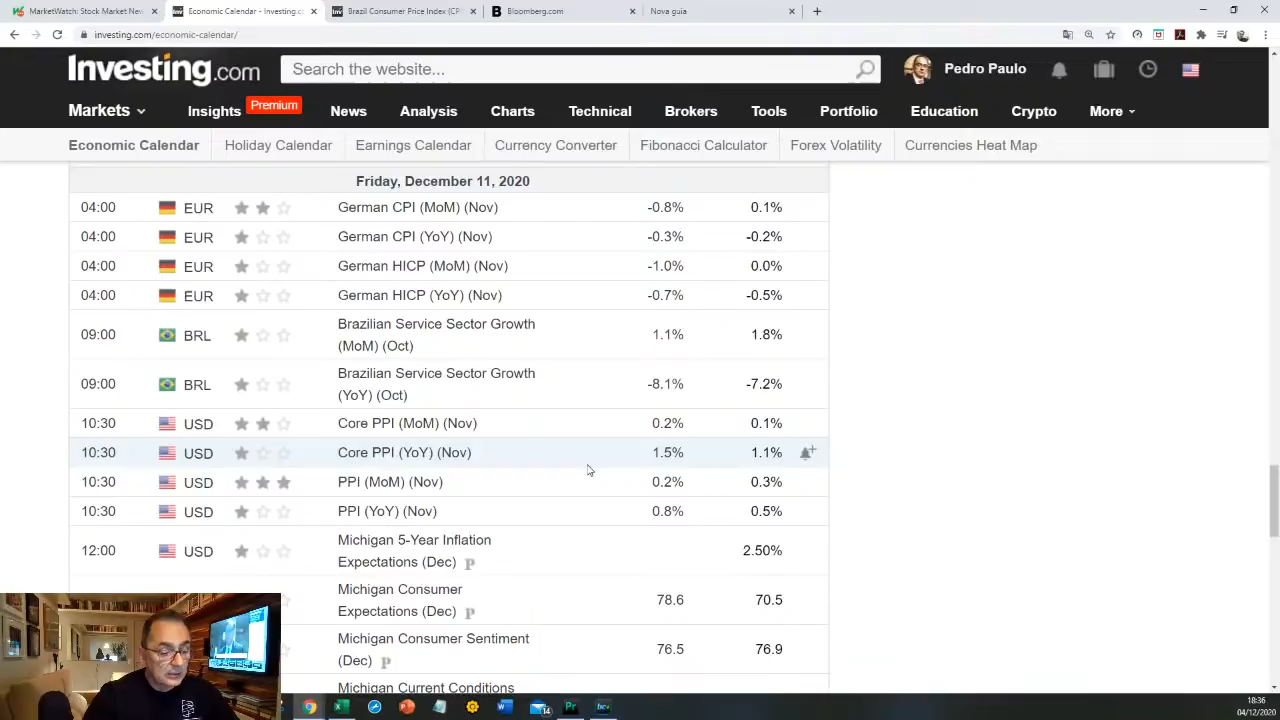 MarketWatch: Stock Market New
Economic Calendar - Investing.c
Brazil Consumer Price Index (CP
Bloomberg.com
Nova guia
investing.com/economic-calendar/
Investing.com
Search the website...
Pedro Paulo
Markets
Insights
Premium
News
Analysis
Charts
Technical
Brokers
Tools
Portfolio
Education
Crypto
More
Economic Calendar
Holiday Calendar
Earnings Calendar
Currency Converter
Fibonacci Calculator
Forex Volatility
Currencies Heat Map
Friday, December 11, 2020
04:00 EUR German CPI (MoM) (Nov) -0.8% 0.1%
04:00 EUR German CPI (YoY) (Nov) -0.3% -0.2%
04:00 EUR German HICP (MoM) (Nov) -1.0% 0.0%
04:00 EUR German HICP (YoY) (Nov) -0.7% -0.5%
09:00 BRL Brazilian Service Sector Growth
(MoM) (Oct) 1.1% 1.8%
09:00 BRL Brazilian Service Sector Growth
(YoY) (Oct) -8.1% -7.2%
10:30 USD Core PPI (MoM) (Nov) 0.2% 0.1%
10:30 USD Core PPI (YoY) (Nov) 1.5% 1.1%
10:30 USD PPI (MoM) (Nov) 0.2% 0.3%
10:30 USD PPI (YoY) (Nov) 0.8% 0.5%
12:00 USD Michigan 5-Year Inflation
Expectations (Dec) P 2.50%
Michigan Consumer
Expectations (Dec) P 78.6 70.5
Michigan Consumer Sentiment
(Dec) P 76.5 76.9
Michigan Current Conditions
14
18:36
04/12/2020